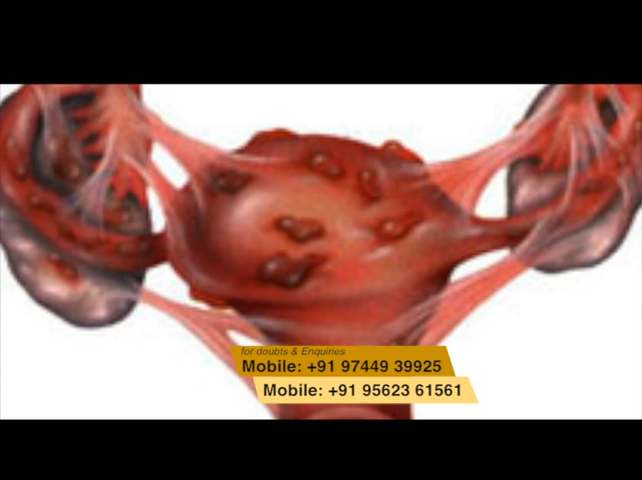 for doubts & Enquiries
Mobile: +91 97449 39925
Mobile: +91 95623 61561